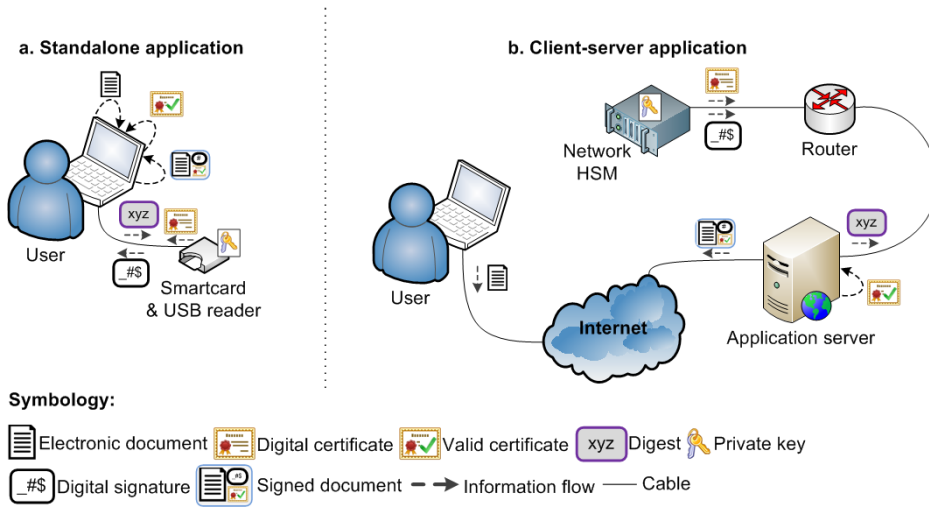 a. Standalone application
b. Client-server application
Network
HSM
_#$
Router
User
xyz
_#$
Smartcard
& USB reader
User
xyz
Internet
Application server
Symbology:
Electronic document
Digital certificate
Valid certificate
xyz
Digest
Private key
_#$
Digital signature
_#$
Signed document
Information flow
Cable